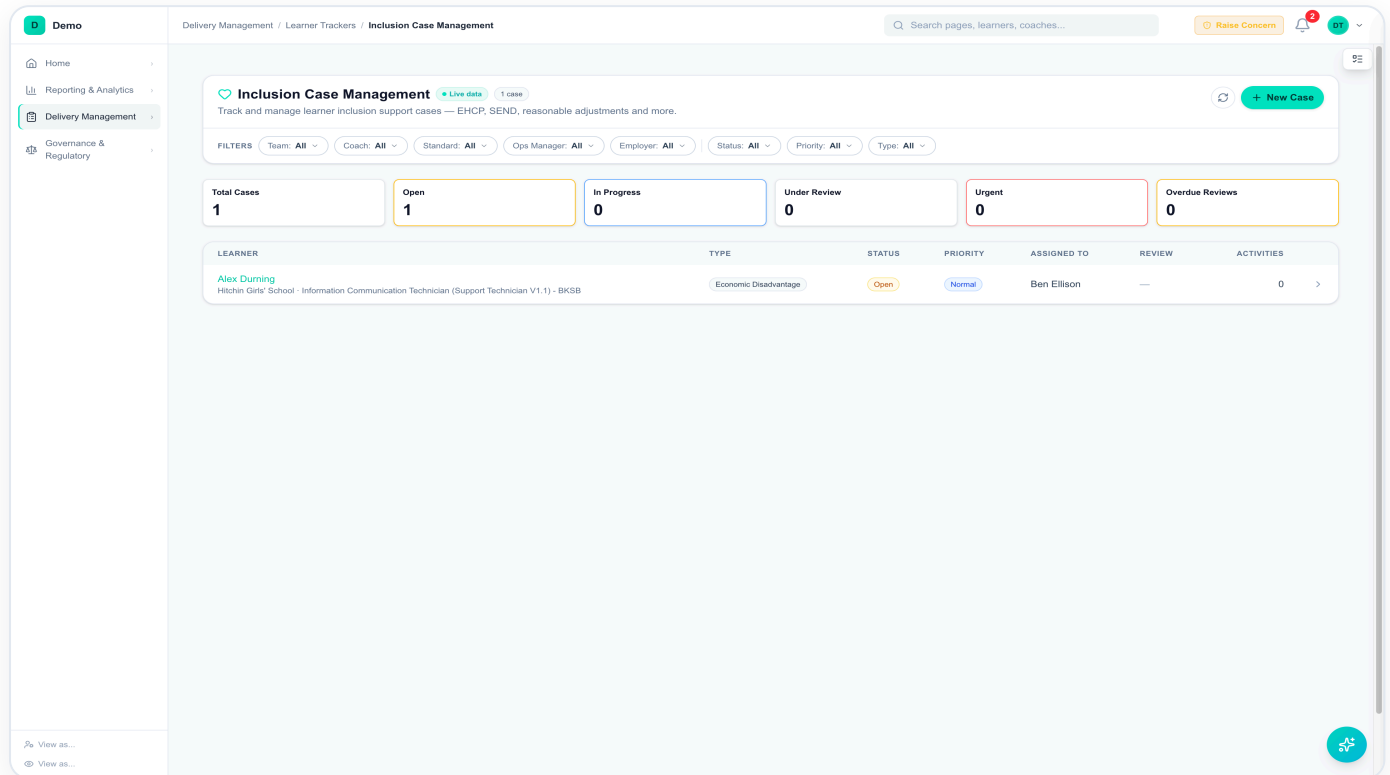 D Demo
Delivery Management / Learner Trackers / Inclusion Case Management
Search pages, learners, coaches...
Raise Concern
2
DT
Home
Reporting & Analytics
Delivery Management
Governance &
Regulatory
Inclusion Case Management
Live data
1 case
Track and manage learner inclusion support cases — EHCP, SEND, reasonable adjustments and more.
New Case
FILTERS Team: All Coach: All Standard: All Ops Manager: All Employer: All Status: All Priority: All Type: All
Total Cases
1
Open
1
In Progress
0
Under Review
0
Urgent
0
Overdue Reviews
0
LEARNER TYPE STATUS PRIORITY ASSIGNED TO REVIEW ACTIVITIES
Alex Durning
Hitchin Girls' School · Information Communication Technician (Support Technician V1.1) - BKSB
Economic Disadvantage Open Normal Ben Ellison — 0
View as...
View as...